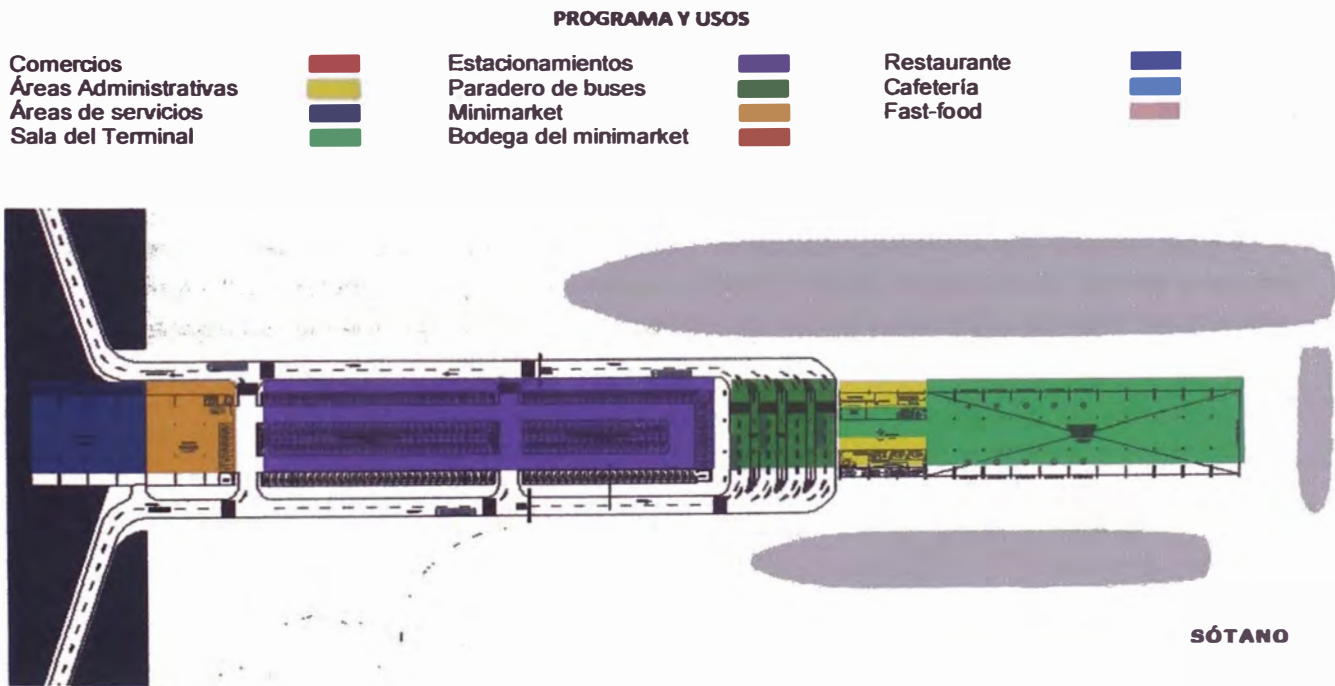 PROGRAMA Y USOS
Comercios
Áreas Administrativas
Áreas de servicios
Sala del Terminal
Estacionamientos
Paradero de buses
Minimarket
Bodega del minimarket
Restaurante
Cafetería
Fast-food
SÓTANO